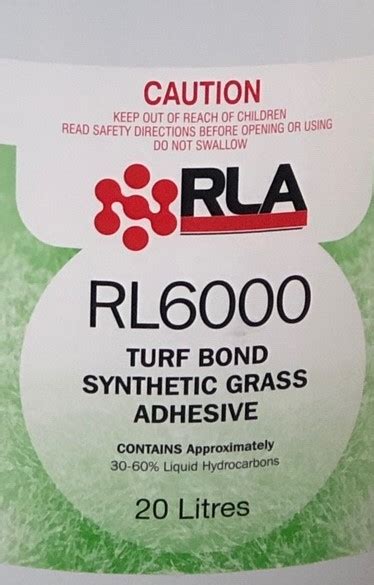 CAUTION
KEEP OUT OF REACH OF CHILDREN
READ SAFETY DIRECTIONS BEFORE OPENING OR USING
DO NOT SWALLOW
RLA
RL6000
TURF BOND
SYNTHETIC GRASS
ADHESIVE
CONTAINS Approximately
30-60% Liquid Hydrocarbons
20 Litres